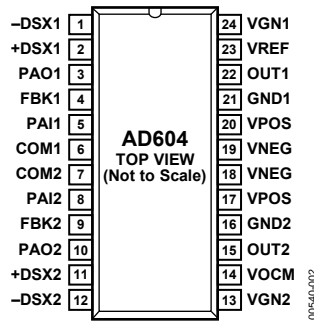 –DSX1 1 24 VGN1
+DSX1 2 23 VREF
PAO1 3 22 OUT1
FBK1 4 21 GND1
PAI1 5 20 VPOS
COM1 6 19 VNEG
COM2 7 18 VNEG
PAI2 8 17 VPOS
FBK2 9 16 GND2
PAO2 10 15 OUT2
+DSX2 11 14 VOCM
–DSX2 12 13 VGN2
AD604
TOP VIEW
(Not to Scale)
00540-002